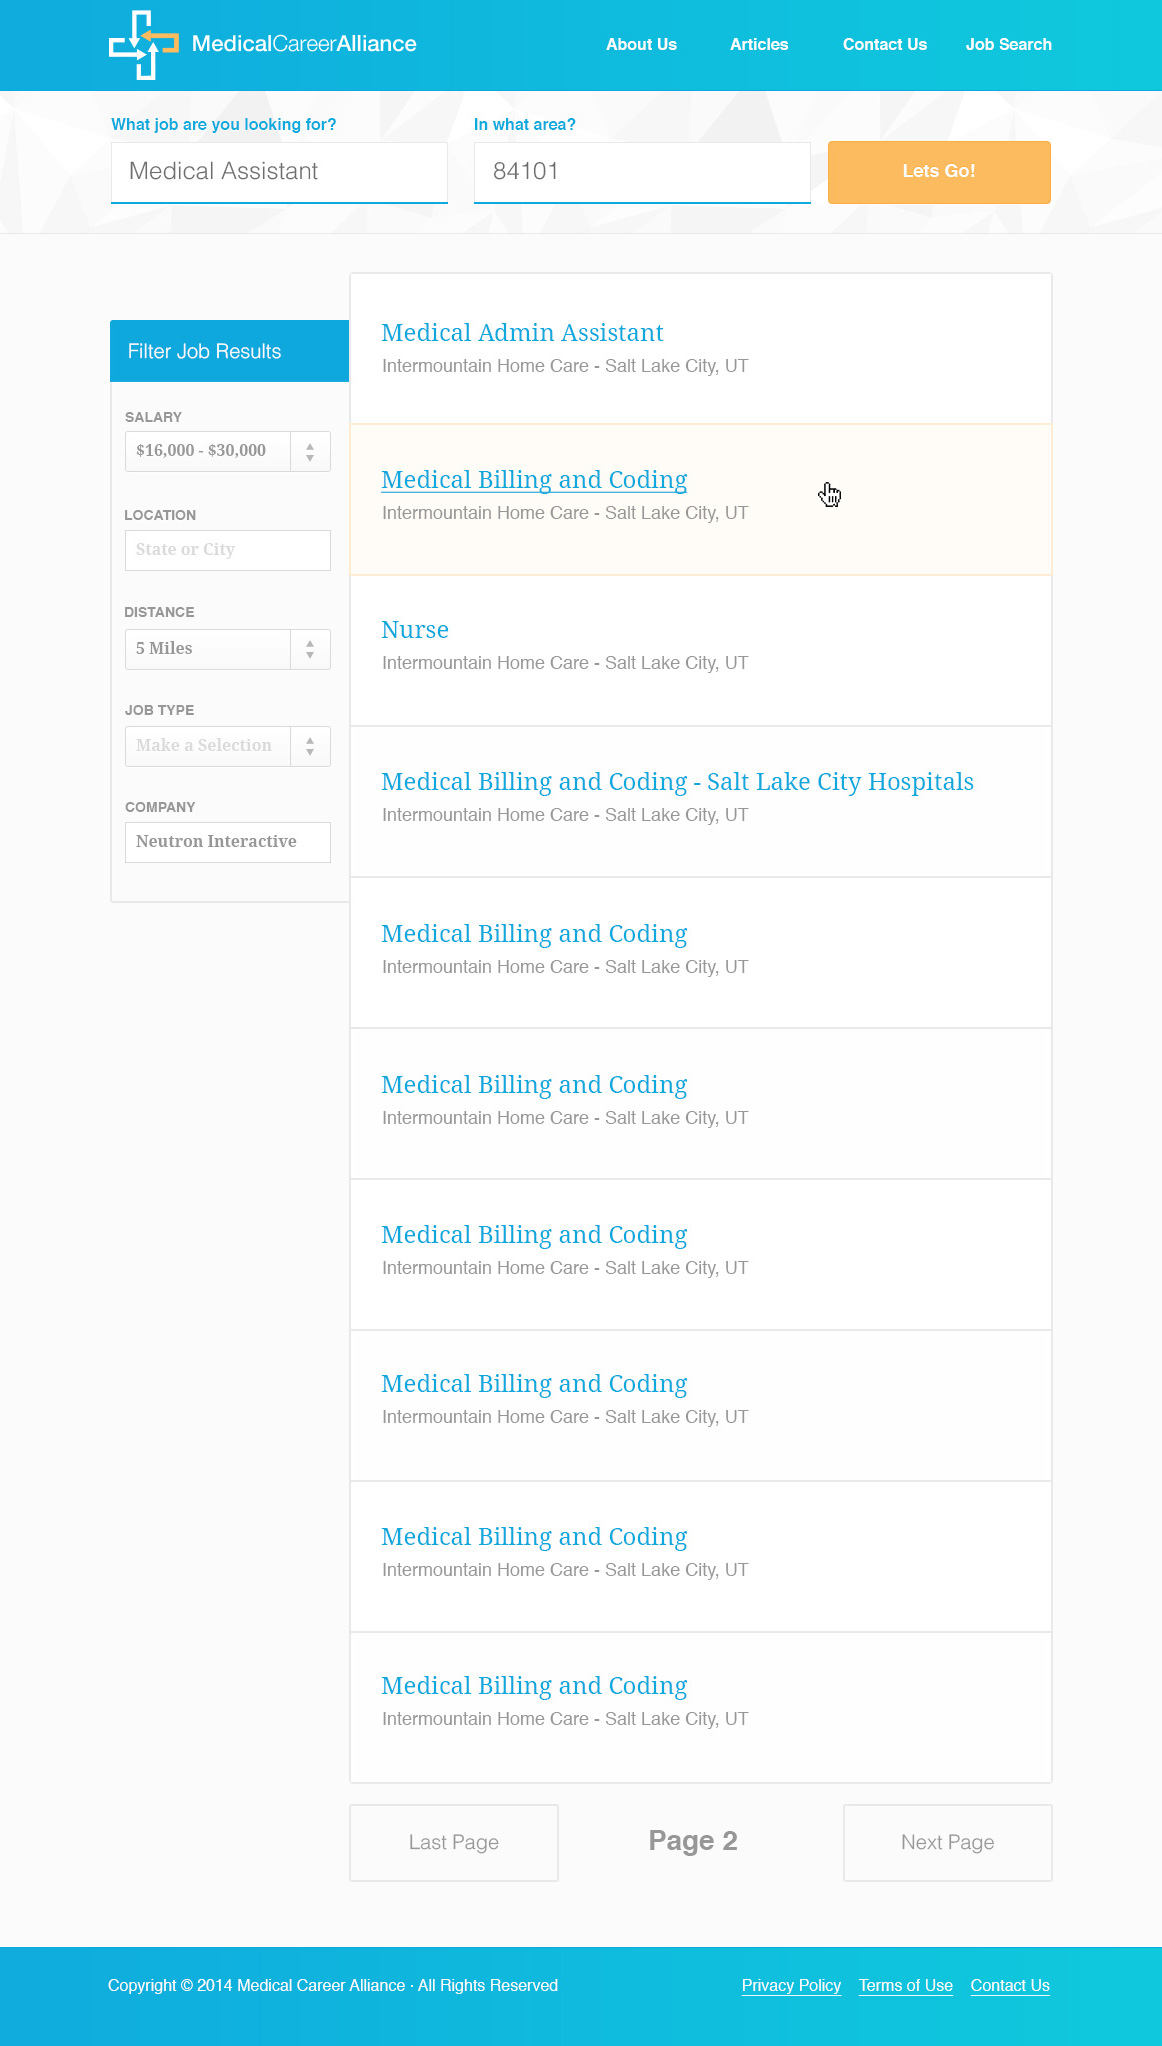 MedicalCareerAlliance
About Us
Articles
Contact Us
Job Search
What job are you looking for?
In what area?
Medical Assistant
84101
Lets Go!
Filter Job Results
SALARY
$16,000 - $30,000
LOCATION
State or City
DISTANCE
5 Miles
JOB TYPE
Make a Selection
COMPANY
Neutron Interactive
Medical Admin Assistant
Intermountain Home Care - Salt Lake City, UT
Medical Billing and Coding
Intermountain Home Care - Salt Lake City, UT
Nurse
Intermountain Home Care - Salt Lake City, UT
Medical Billing and Coding - Salt Lake City Hospitals
Intermountain Home Care - Salt Lake City, UT
Medical Billing and Coding
Intermountain Home Care - Salt Lake City, UT
Medical Billing and Coding
Intermountain Home Care - Salt Lake City, UT
Medical Billing and Coding
Intermountain Home Care - Salt Lake City, UT
Medical Billing and Coding
Intermountain Home Care - Salt Lake City, UT
Medical Billing and Coding
Intermountain Home Care - Salt Lake City, UT
Medical Billing and Coding
Intermountain Home Care - Salt Lake City, UT
Last Page
Page 2
Next Page
Copyright © 2014 Medical Career Alliance · All Rights Reserved
Privacy Policy
Terms of Use
Contact Us